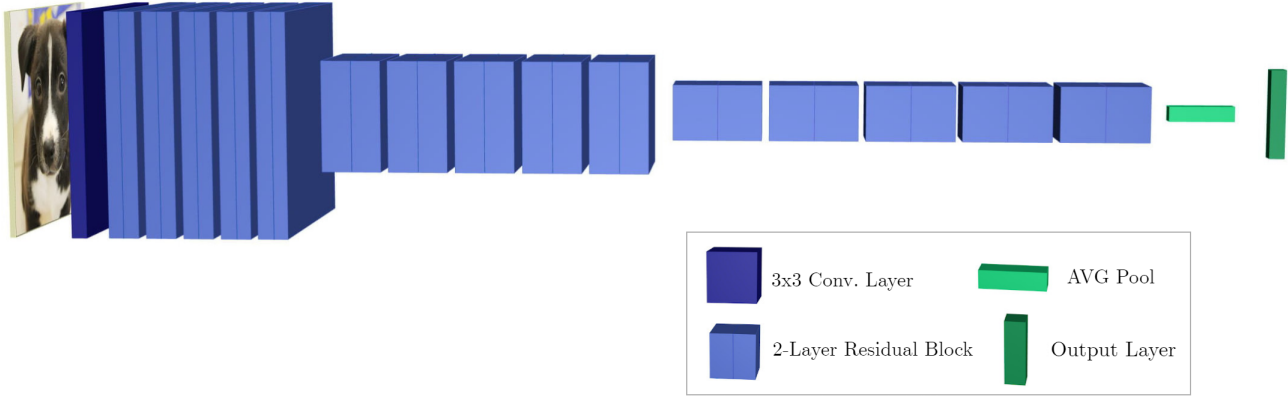 3x3 Conv. Layer
AVG Pool
2-Layer Residual Block
Output Layer